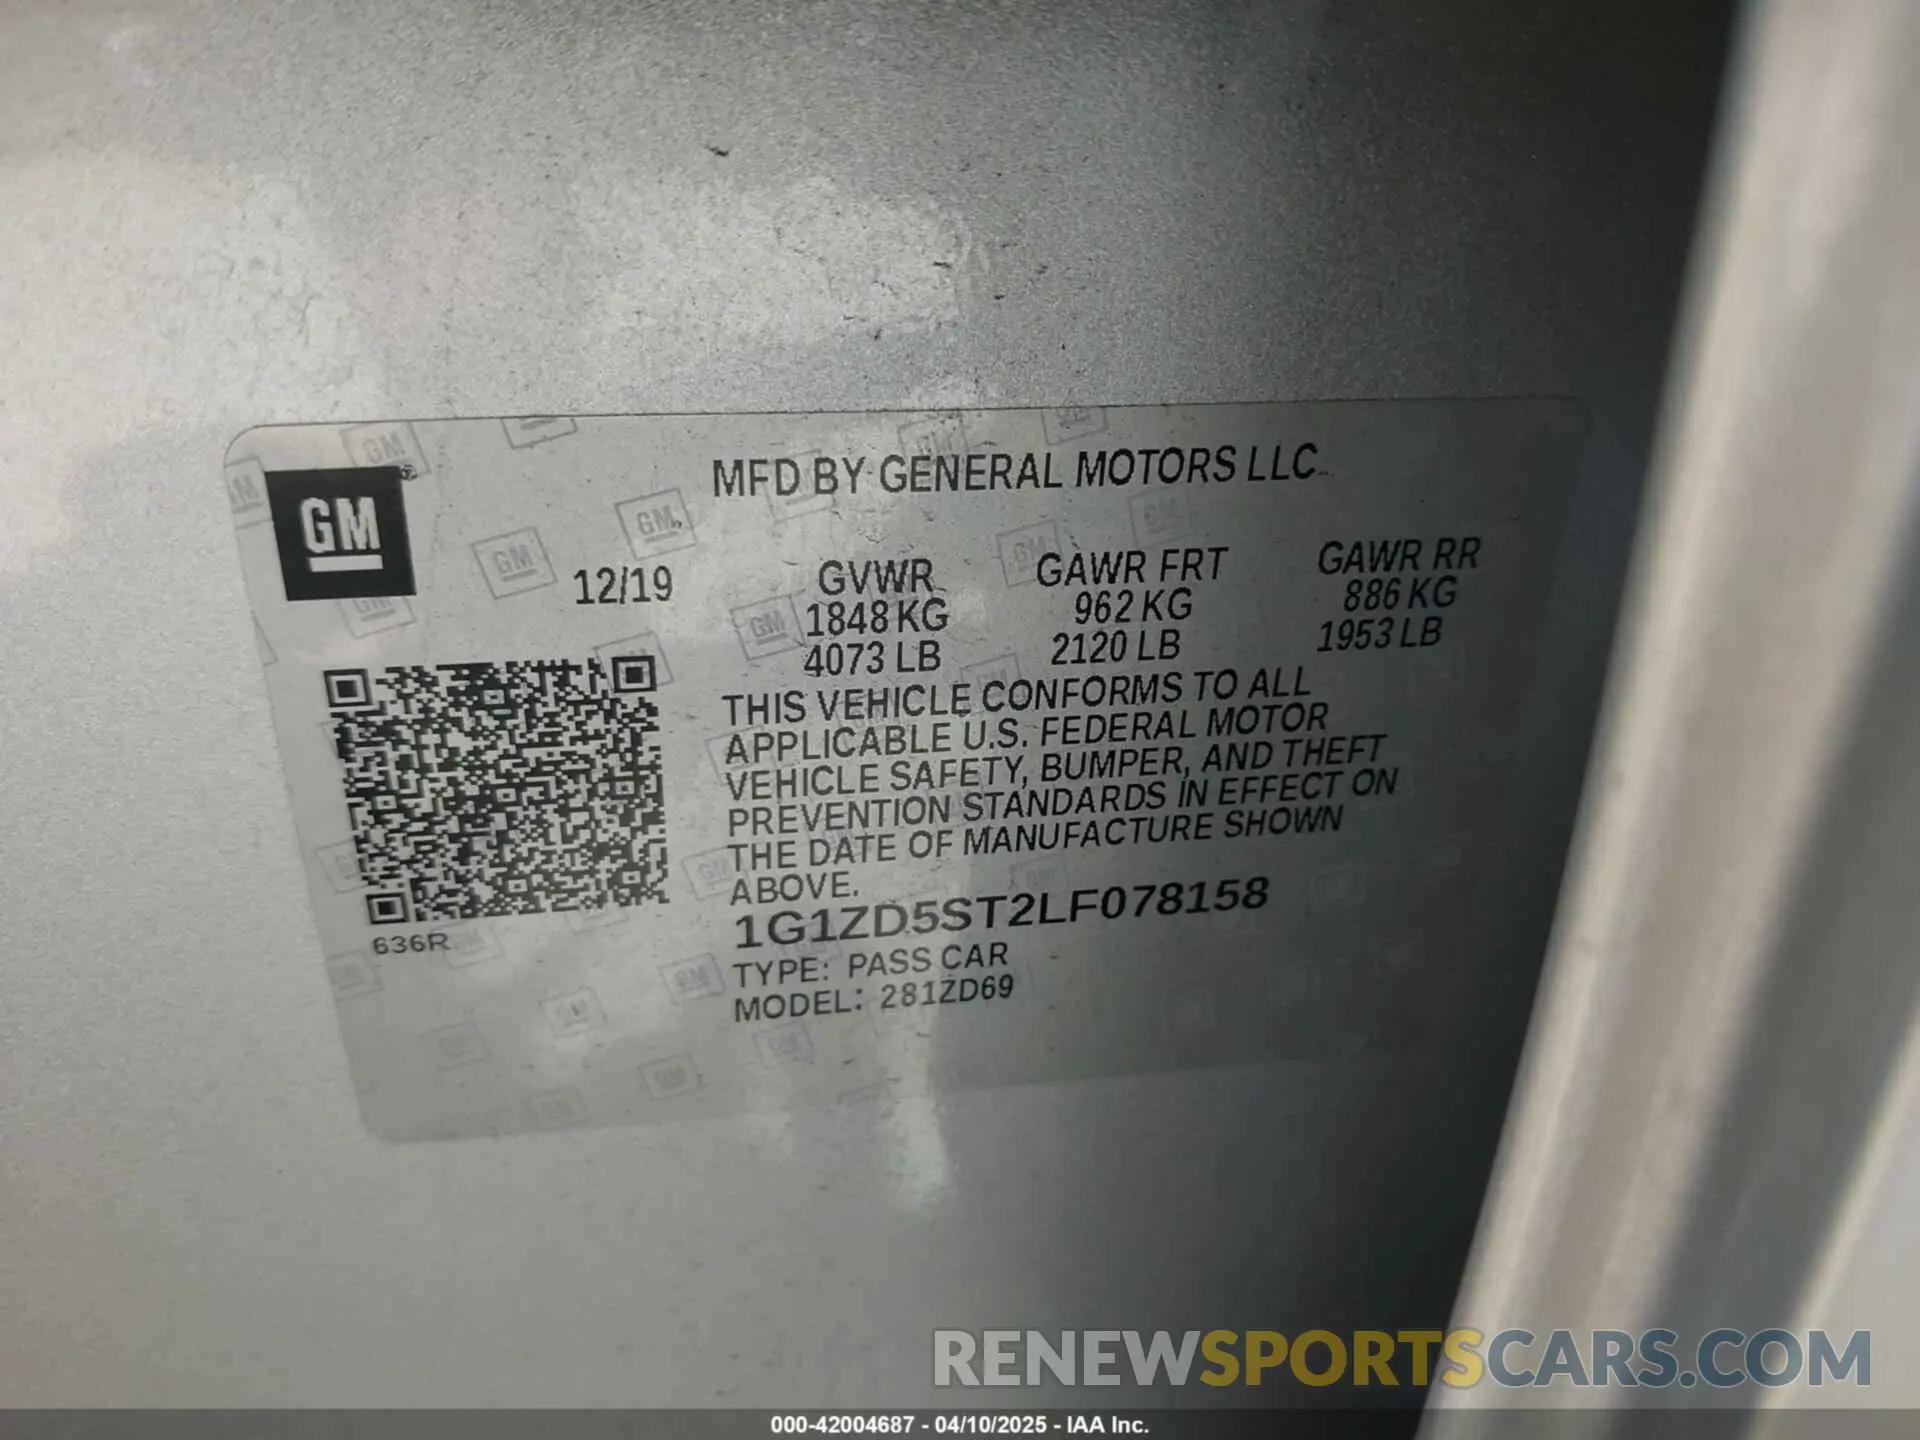 MFD BY GENERAL MOTORS LLC
GM
12/19
GVWR GAWR FRT GAWR RR
1848 KG 962 KG 886 KG
4073 LB 2120 LB 1953 LB
THIS VEHICLE CONFORMS TO ALL
APPLICABLE U.S. FEDERAL MOTOR
VEHICLE SAFETY, BUMPER, AND THEFT
PREVENTION STANDARDS IN EFFECT ON
THE DATE OF MANUFACTURE SHOWN
ABOVE.
1G1ZD5ST2LF078158
636R
TYPE: PASS CAR
MODEL: 281ZD69
RENEWSPORTSCARS.COM
000-42004687 - 04/10/2025 - IAA Inc.